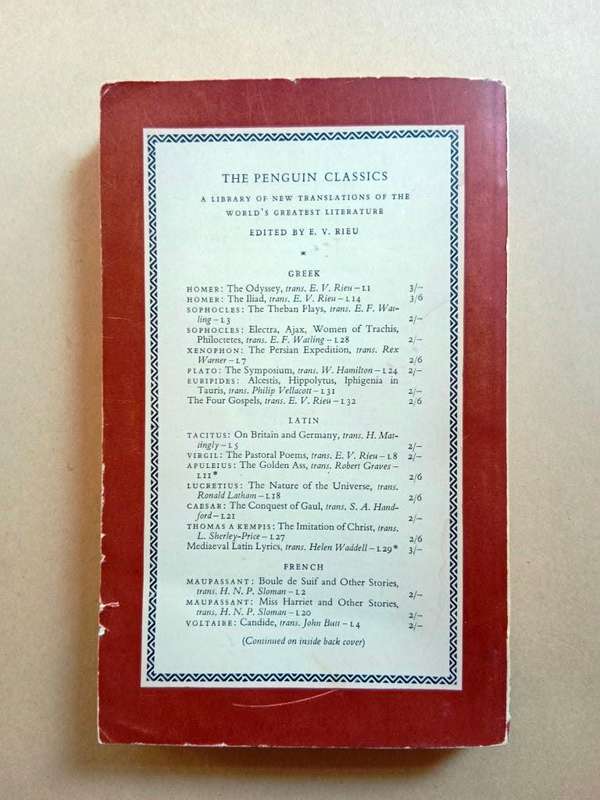 THE PENGUIN CLASSICS
A LIBRARY OF NEW TRANSLATIONS OF THE
WORLD'S GREATEST LITERATURE
EDITED BY E. V. RIEU
*
GREEK
HOMER: The Odyssey, trans. E. V. Rieu – L1 3/–
HOMER: The Iliad, trans. E. V. Rieu – L14 3/6
SOPHOCLES: The Theban Plays, trans. E. F. Wat-
ling – L3 2/–
SOPHOCLES: Electra, Ajax, Women of Trachis,
Philoctetes, trans. E. F. Watling – L28 2/–
XENOPHON: The Persian Expedition, trans. Rex
Warner – L7 2/6
PLATO: The Symposium, trans. W. Hamilton – L24 2/–
EURIPIDES: Alcestis, Hippolytus, Iphigenia in
Tauris, trans. Philip Vellacott – L31 2/–
The Four Gospels, trans. E. V. Rieu – L32 2/6
LATIN
TACITUS: On Britain and Germany, trans. H. Mat-
tingly – L5 2/–
VIRGIL: The Pastoral Poems, trans. E. V. Rieu – L8 2/–
APULEIUS: The Golden Ass, trans. Robert Graves –
L11* 2/6
LUCRETIUS: The Nature of the Universe, trans.
Ronald Latham – L18 2/6
CAESAR: The Conquest of Gaul, trans. S. A. Hand-
ford – L21 2/–
THOMAS A KEMPIS: The Imitation of Christ, trans.
L. Sherley-Price – L27 2/6
Mediaeval Latin Lyrics, trans. Helen Waddell – L29* 3/–
FRENCH
MAUPASSANT: Boule de Suif and Other Stories,
trans. H. N. P. Sloman – L2 2/–
MAUPASSANT: Miss Harriet and Other Stories,
trans. H. N. P. Sloman – L20 2/–
VOLTAIRE: Candide, trans. John Butt – L4 2/–
(Continued on inside back cover)